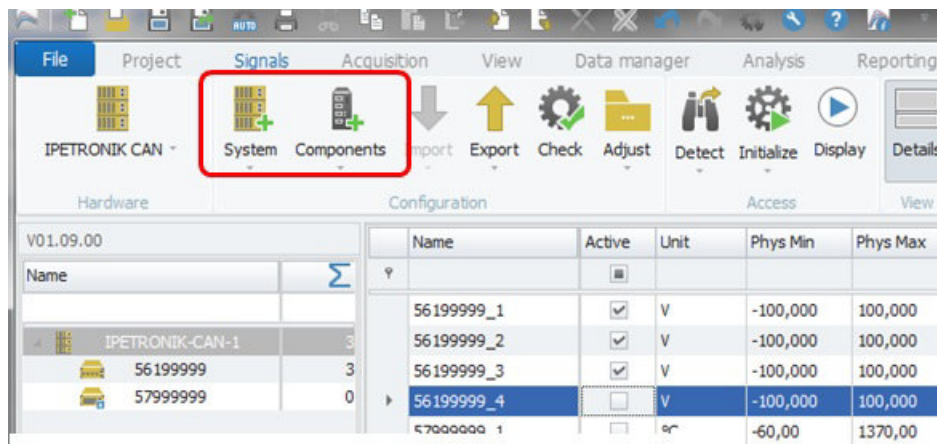 AUTO
File Project Signals Acquisition View Data manager Analysis Reporting
IPETRONIK CAN System Components Import Export Check Adjust Detect Initialize Display Details
Hardware Configuration Access View
V01.09.00
Name Σ
IPETRONIK-CAN-1 3
56199999 3
57999999 0
Name Active Unit Phys Min Phys Max
56199999_1 V -100,000 100,000
56199999_2 V -100,000 100,000
56199999_3 V -100,000 100,000
56199999_4 V -100,000 100,000
57999999_1 °C -60,00 1370,00